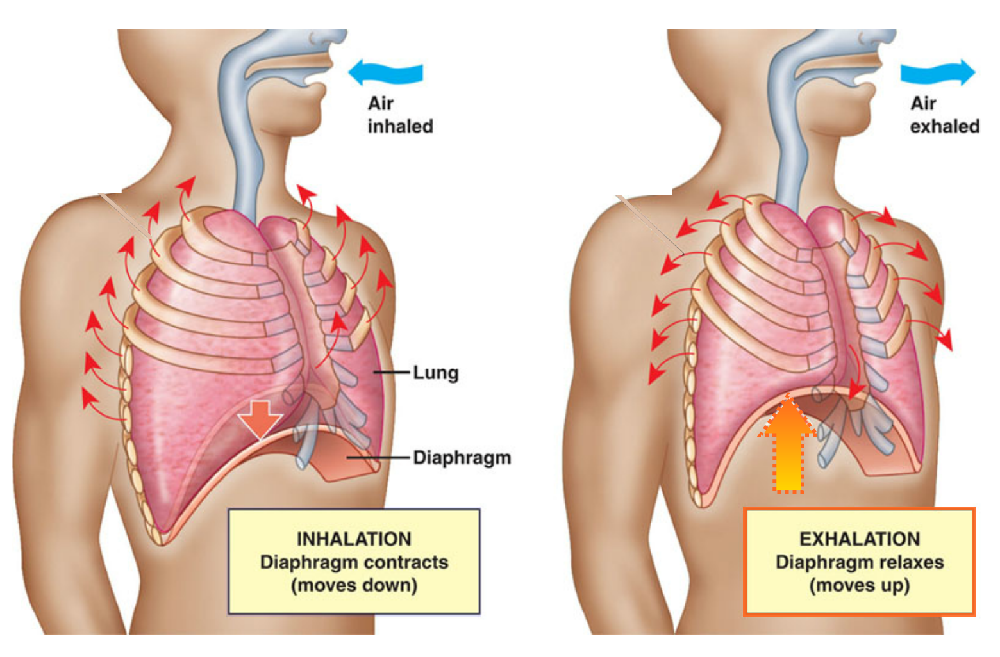 Air
inhaled
Lung
Diaphragm
INHALATION
Diaphragm contracts
(moves down)
Air
exhaled
EXHALATION
Diaphragm relaxes
(moves up)